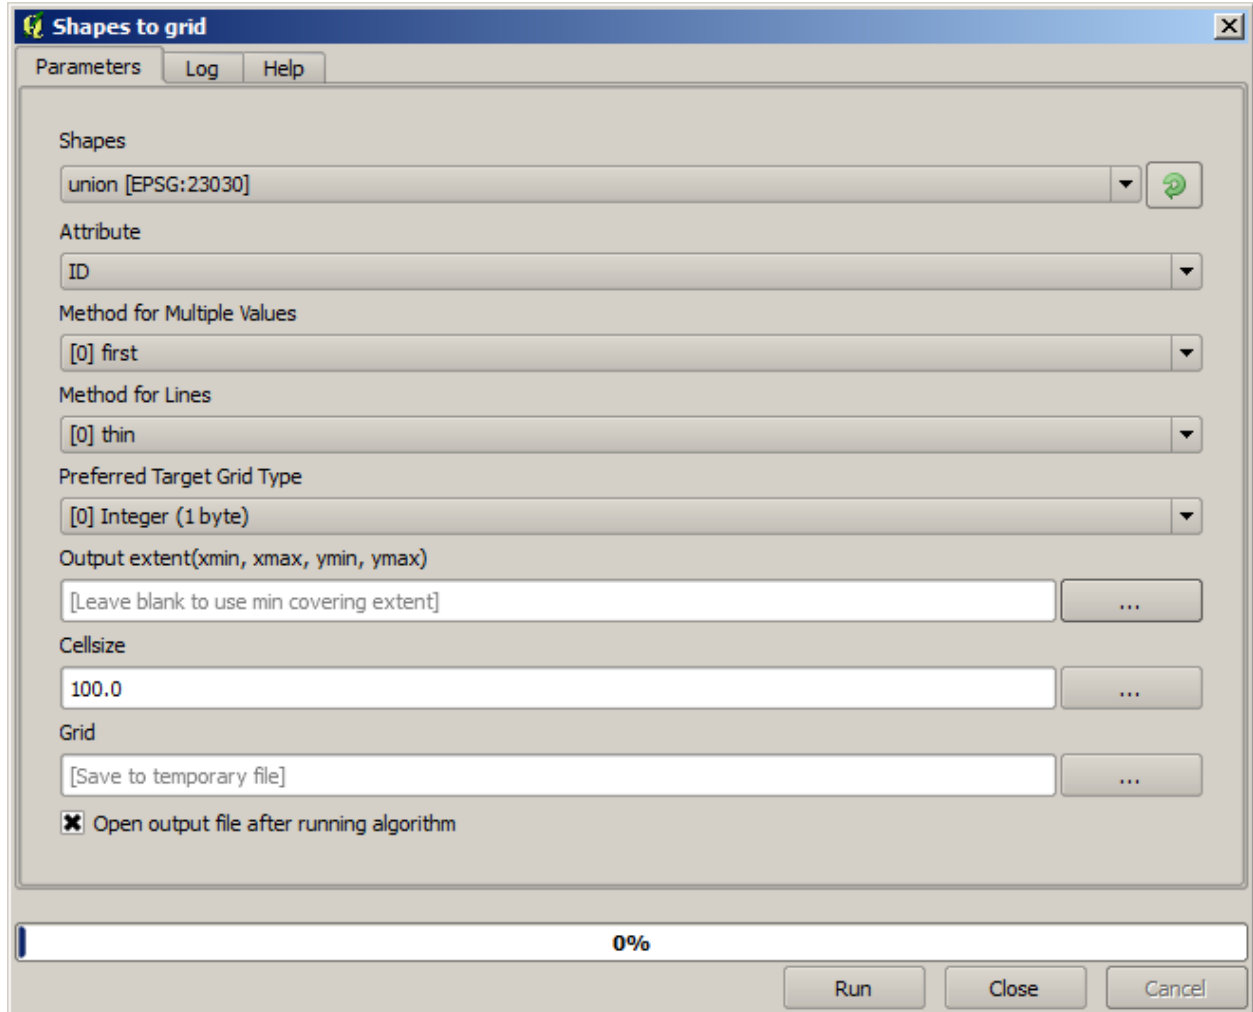 Shapes to grid
Parameters Log Help
Shapes
union [EPSG:23030]
Attribute
ID
Method for Multiple Values
[0] first
Method for Lines
[0] thin
Preferred Target Grid Type
[0] Integer (1 byte)
Output extent(xmin, xmax, ymin, ymax)
[Leave blank to use min covering extent] ...
Cellsize
100.0 ...
Grid
[Save to temporary file] ...
Open output file after running algorithm
0%
Run Close Cancel